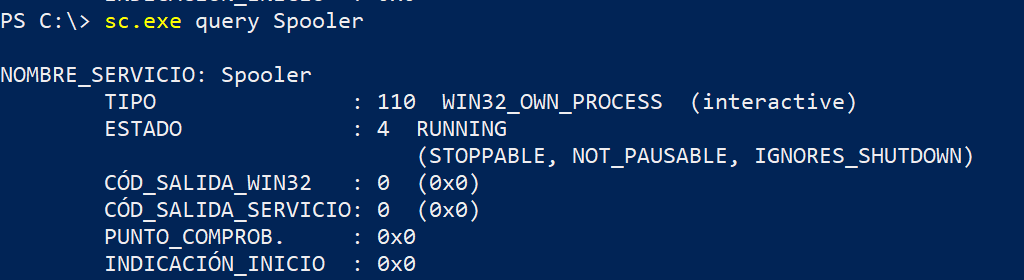 PS C:\> sc.exe query Spooler
NOMBRE_SERVICIO: Spooler
TIPO : 110 WIN32_OWN_PROCESS (interactive)
ESTADO : 4 RUNNING
(STOPPABLE, NOT_PAUSABLE, IGNORES_SHUTDOWN)
CÓD_SALIDA_WIN32 : 0 (0x0)
CÓD_SALIDA_SERVICIO: 0 (0x0)
PUNTO_COMPROB. : 0x0
INDICACIÓN_INICIO : 0x0